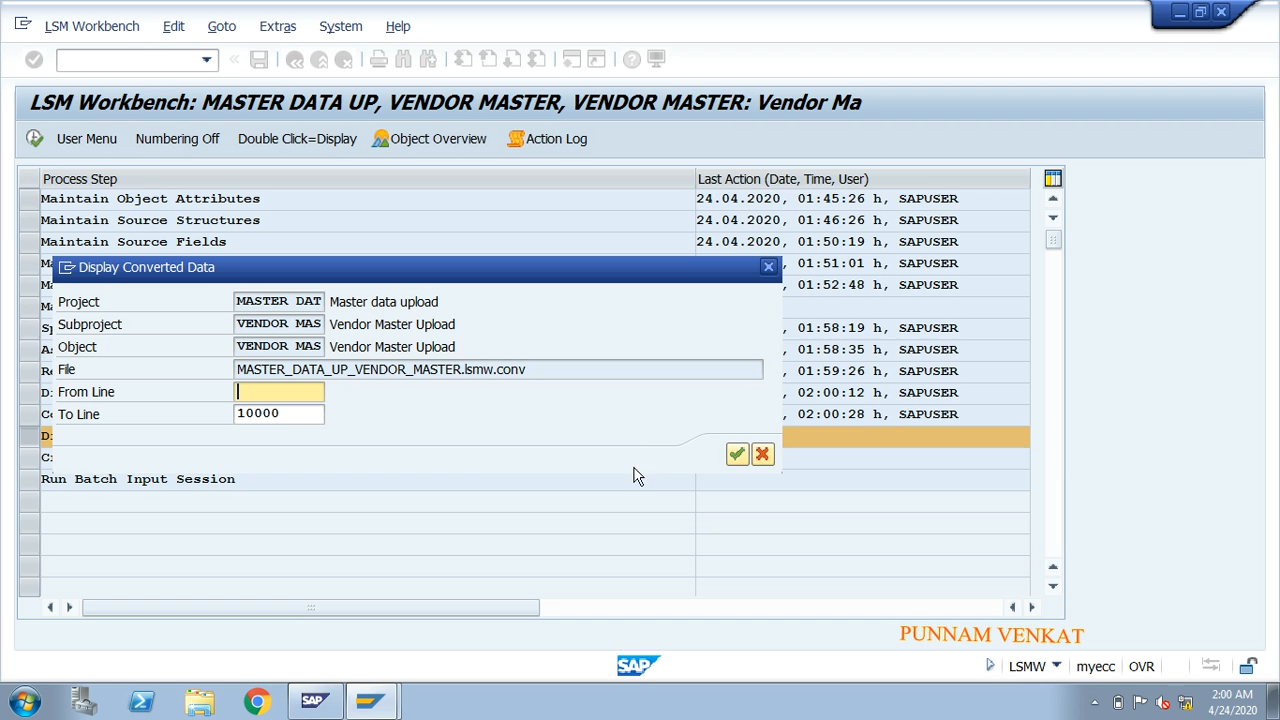 LSM Workbench Edit Goto Extras System Help
LSM Workbench: MASTER DATA UP, VENDOR MASTER, VENDOR MASTER: Vendor Ma
User Menu Numbering Off Double Click=Display Object Overview Action Log
Process Step Last Action (Date, Time, User)
Maintain Object Attributes 24.04.2020, 01:45:26 h, SAPUSER
Maintain Source Structures 24.04.2020, 01:46:26 h, SAPUSER
Maintain Source Fields 24.04.2020, 01:50:19 h, SAPUSER
, 01:51:01 h, SAPUSER
, 01:52:48 h, SAPUSER
, 01:58:19 h, SAPUSER
, 01:58:35 h, SAPUSER
, 01:59:26 h, SAPUSER
, 02:00:12 h, SAPUSER
, 02:00:28 h, SAPUSER
Display Converted Data
Project MASTER DAT Master data upload
Subproject VENDOR MAS Vendor Master Upload
Object VENDOR MAS Vendor Master Upload
File MASTER_DATA_UP_VENDOR_MASTER.lsmw.conv
From Line
To Line 10000
Run Batch Input Session
PUNNAM VENKAT
SAP LSMW myecc OVR
SAP 2:00 AM
4/24/2020